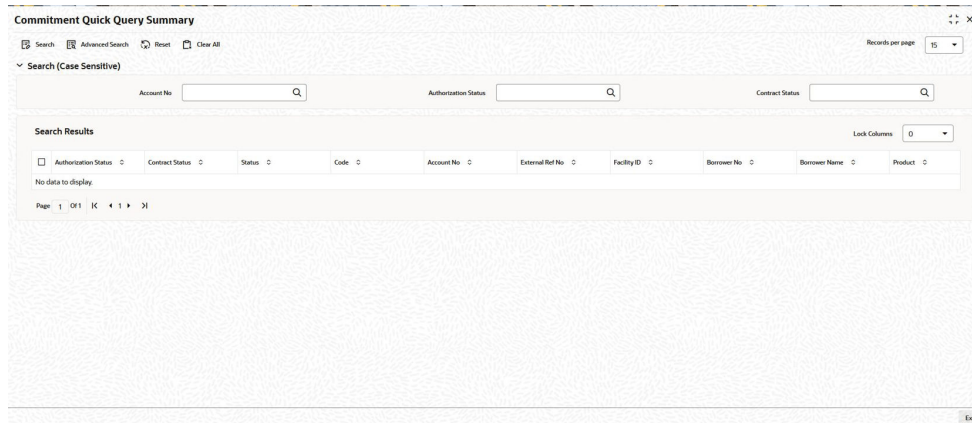 Commitment Quick Query Summary
Search Advanced Search Reset Clear All Records per page 15
Search (Case Sensitive)
Account No Authorization Status Contract Status
Search Results Lock Columns 0
Authorization Status Contract Status Status Code Account No External Ref No Facility ID Borrower No Borrower Name Product
No data to display.
Page 1 Of 1 1
Ex